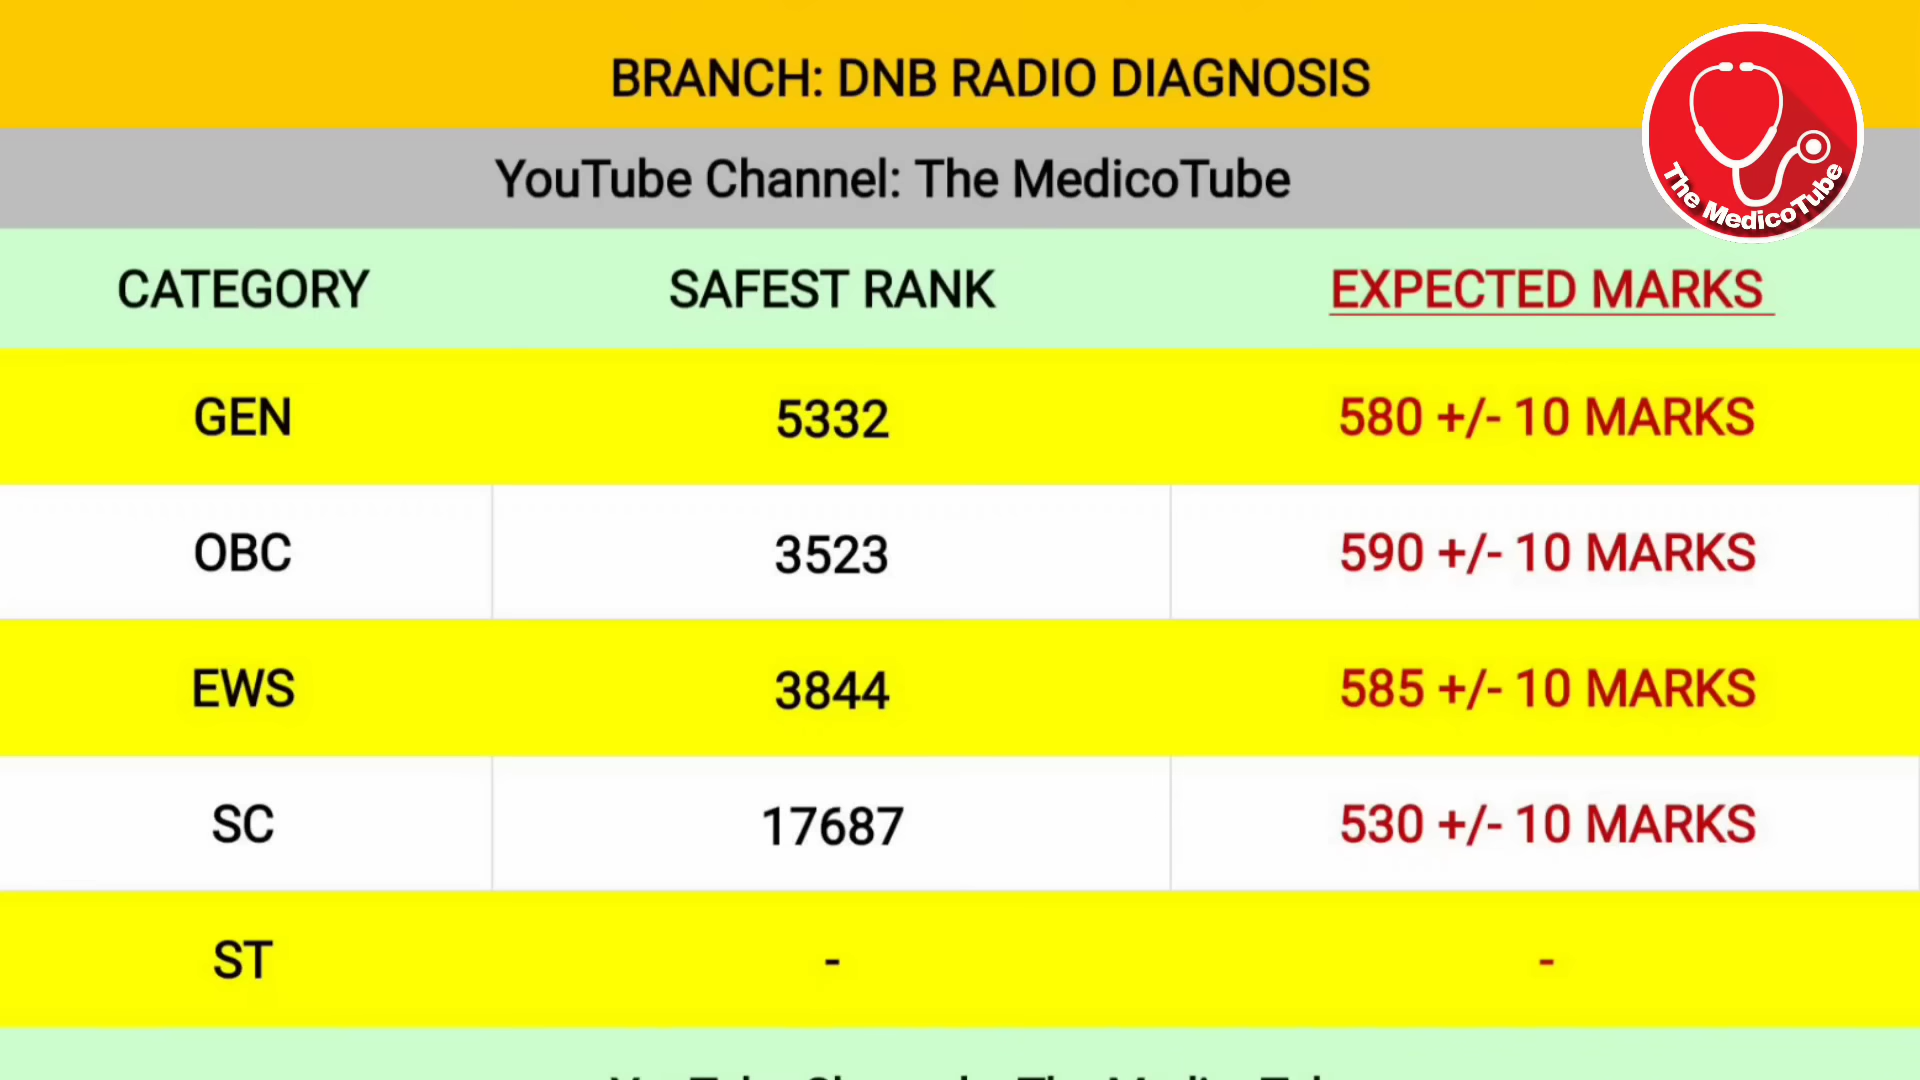 BRANCH: DNB RADIO DIAGNOSIS
YouTube Channel: The MedicoTube
The MedicoTube
CATEGORY SAFEST RANK EXPECTED MARKS
GEN 5332 580 +/- 10 MARKS
OBC 3523 590 +/- 10 MARKS
EWS 3844 585 +/- 10 MARKS
SC 17687 530 +/- 10 MARKS
ST - -